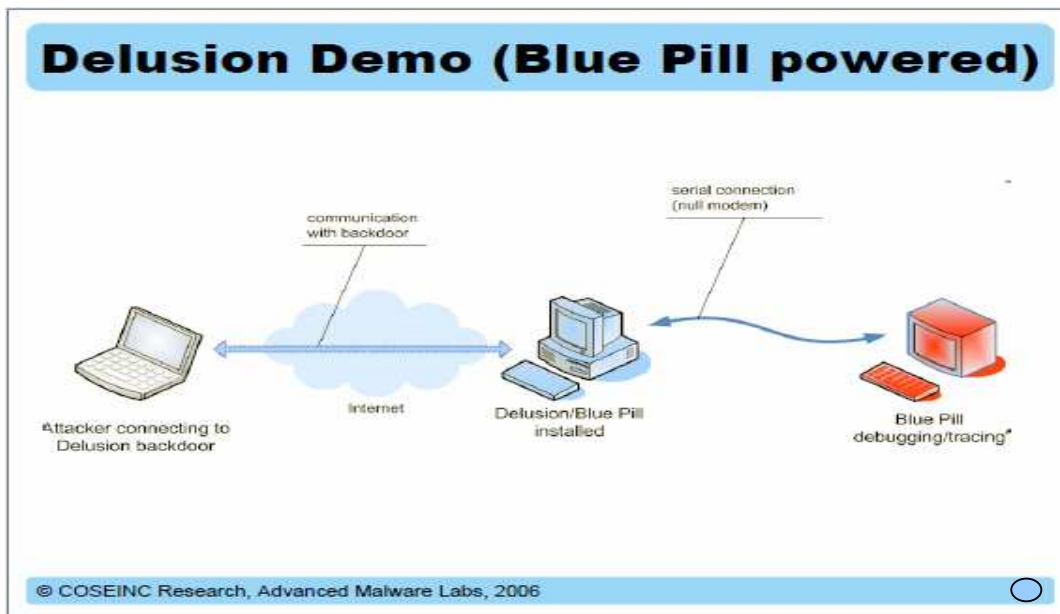 Delusion Demo (Blue Pill powered)
serial connection
(null modem)
communication
with backdoor
Internet
Attacker connecting to
Delusion backdoor
Delusion/Blue Pill
installed
Blue Pill
debugging/tracing
© COSEINC Research, Advanced Malware Labs, 2006